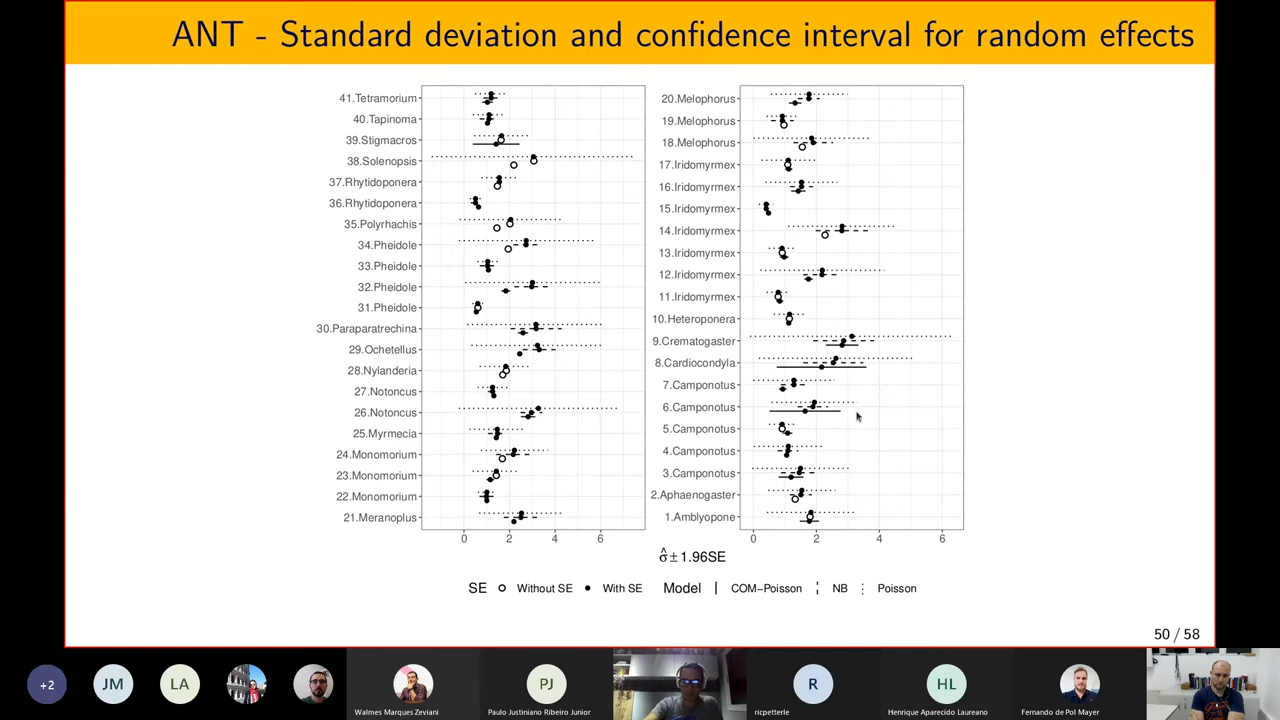 ANT - Standard deviation and confidence interval for random effects
41.Tetramorium
40.Tapinoma
39.Stigmacros
38.Solenopsis
37.Rhytidoponera
36.Rhytidoponera
35.Polyrhachis
34.Pheidole
33.Pheidole
32.Pheidole
31.Pheidole
30.Paraparatrechina
29.Ochetellus
28.Nylanderia
27.Notoncus
26.Notoncus
25.Myrmecia
24.Monomorium
23.Monomorium
22.Monomorium
21.Meranoplus
0 2 4 6
20.Melophorus
19.Melophorus
18.Melophorus
17.Iridomyrmex
16.Iridomyrmex
15.Iridomyrmex
14.Iridomyrmex
13.Iridomyrmex
12.Iridomyrmex
11.Iridomyrmex
10.Heteroponera
9.Crematogaster
8.Cardiocondyla
7.Camponotus
6.Camponotus
5.Camponotus
4.Camponotus
3.Camponotus
2.Aphaenogaster
1.Amblyopone
0 2 4 6
σ̂ ± 1.96SE
SE Without SE With SE Model COM−Poisson NB Poisson
50 / 58
+2 JM LA PJ R HL
Walmes Marques Zeviani Paulo Justiniano Ribeiro Junior ricpetterle Henrique Aparecido Laureano Fernando de Pol Mayer